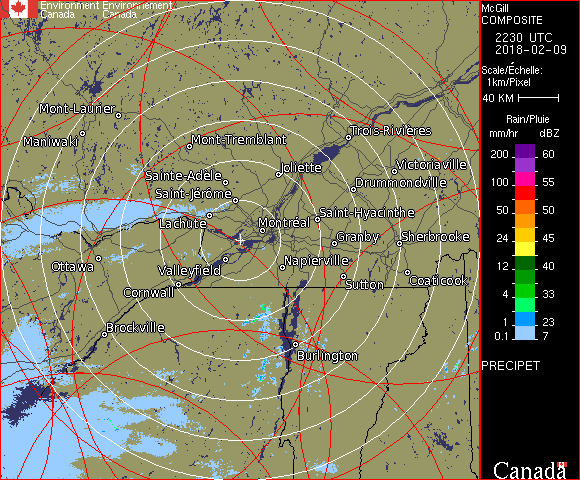 Environment Environnement
Canada Canada
McGill
COMPOSITE
2230 UTC
2018-02-09
Scale/Échelle:
1km/Pixel
40 KM
Rain/Pluie
mm/hr dBZ
200 60
100 55
85 55
50 50
24 45
12 40
4 33
1 23
0.1 7
PRECIPET
Canada
Mont-Laurier
Maniwaki
Mont-Tremblant
Trois-Rivières
Sainte-Adèle
Joliette
Victoriaville
Saint-Jérôme
Drummondville
Lachute
Montréal
Saint-Hyacinthe
Granby
Sherbrooke
Ottawa
Valleyfield
Napierville
Cornwall
Sutton
Coaticook
Brockville
Burlington